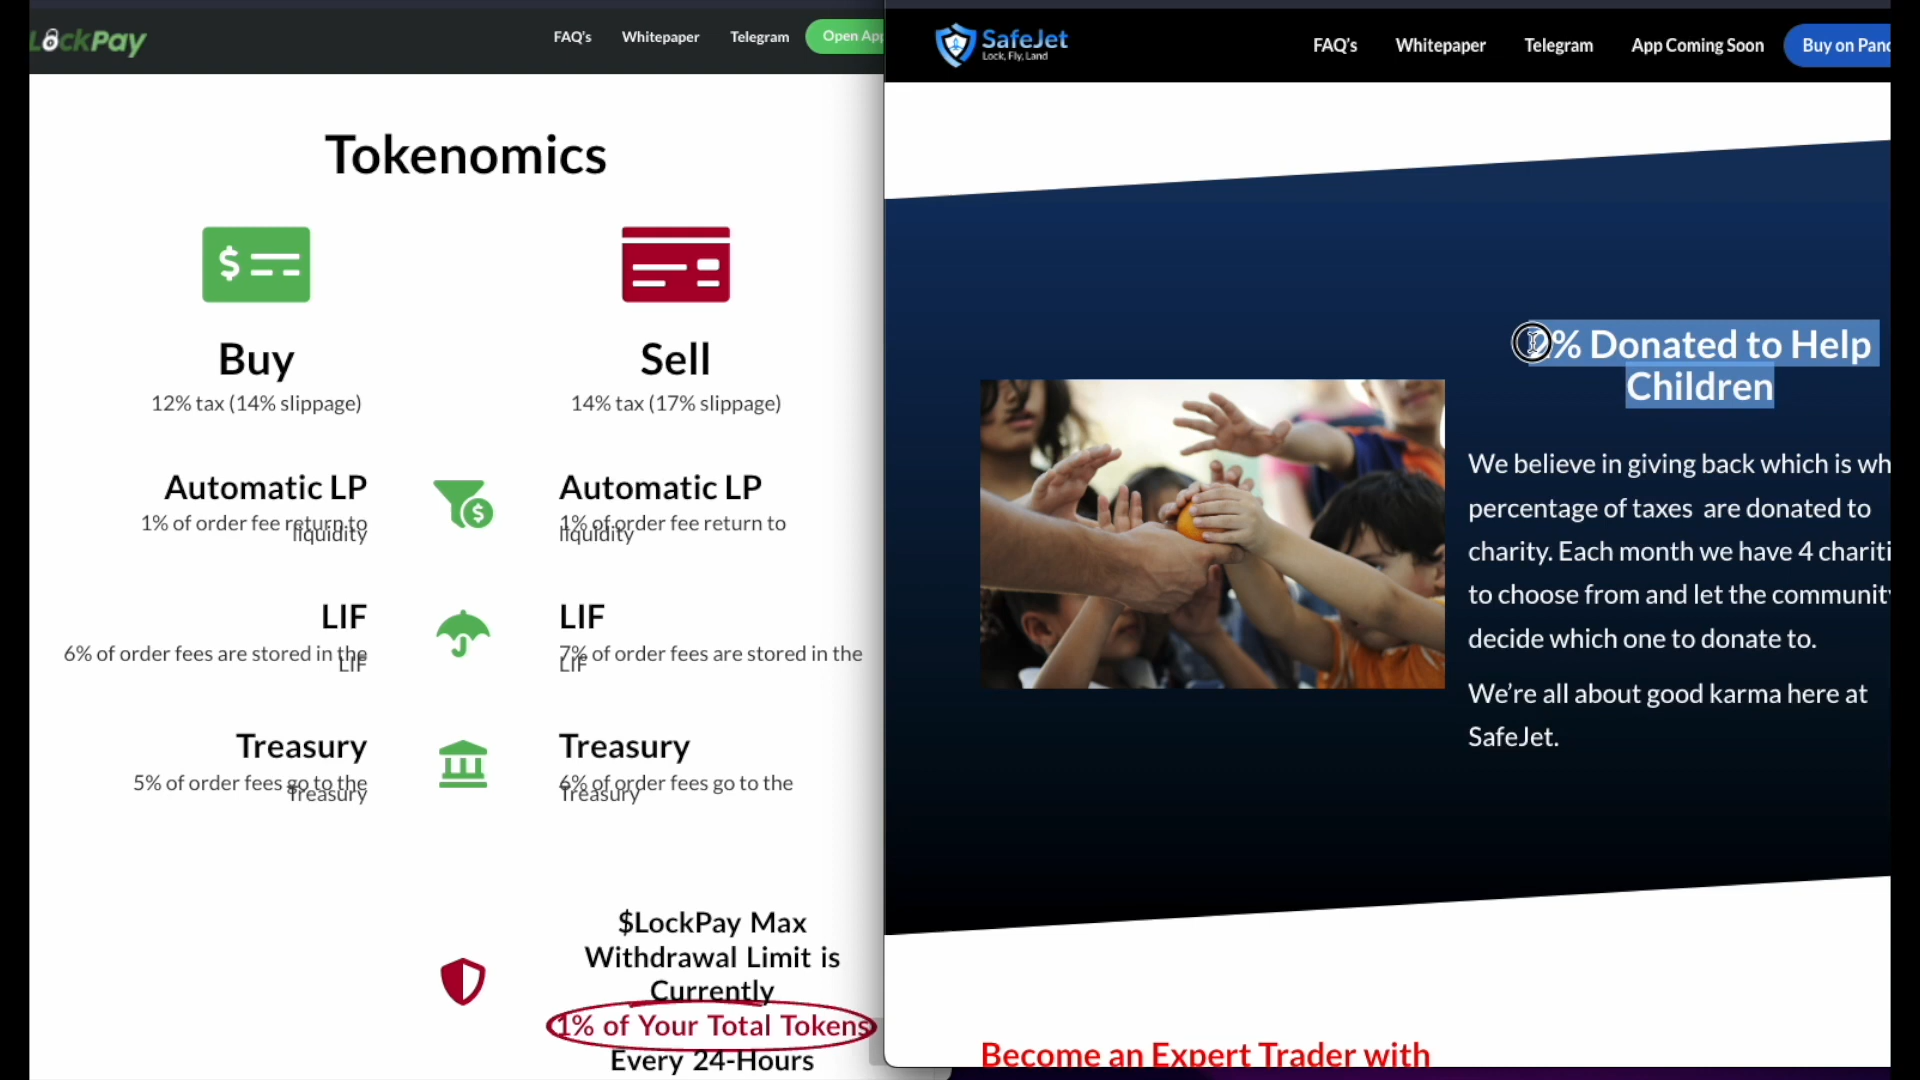 LockPay
FAQ's
Whitepaper
Telegram
Open App
Tokenomics
Buy
12% tax (14% slippage)
Sell
14% tax (17% slippage)
Automatic LP
1% of order fee return to
liquidity
Automatic LP
1% of order fee return to
liquidity
LIF
6% of order fees are stored in the
LIF
LIF
7% of order fees are stored in the
LIF
Treasury
5% of order fees go to the
Treasury
Treasury
6% of order fees go to the
Treasury
$LockPay Max
Withdrawal Limit is
Currently
1% of Your Total Tokens
Every 24-Hours
SafeJet
Lock, Fly, Land
FAQ's
Whitepaper
Telegram
App Coming Soon
Buy on Panc
% Donated to Help
Children
We believe in giving back which is wh
percentage of taxes are donated to
charity. Each month we have 4 chariti
to choose from and let the communit
decide which one to donate to.
We're all about good karma here at
SafeJet.
Become an Expert Trader with